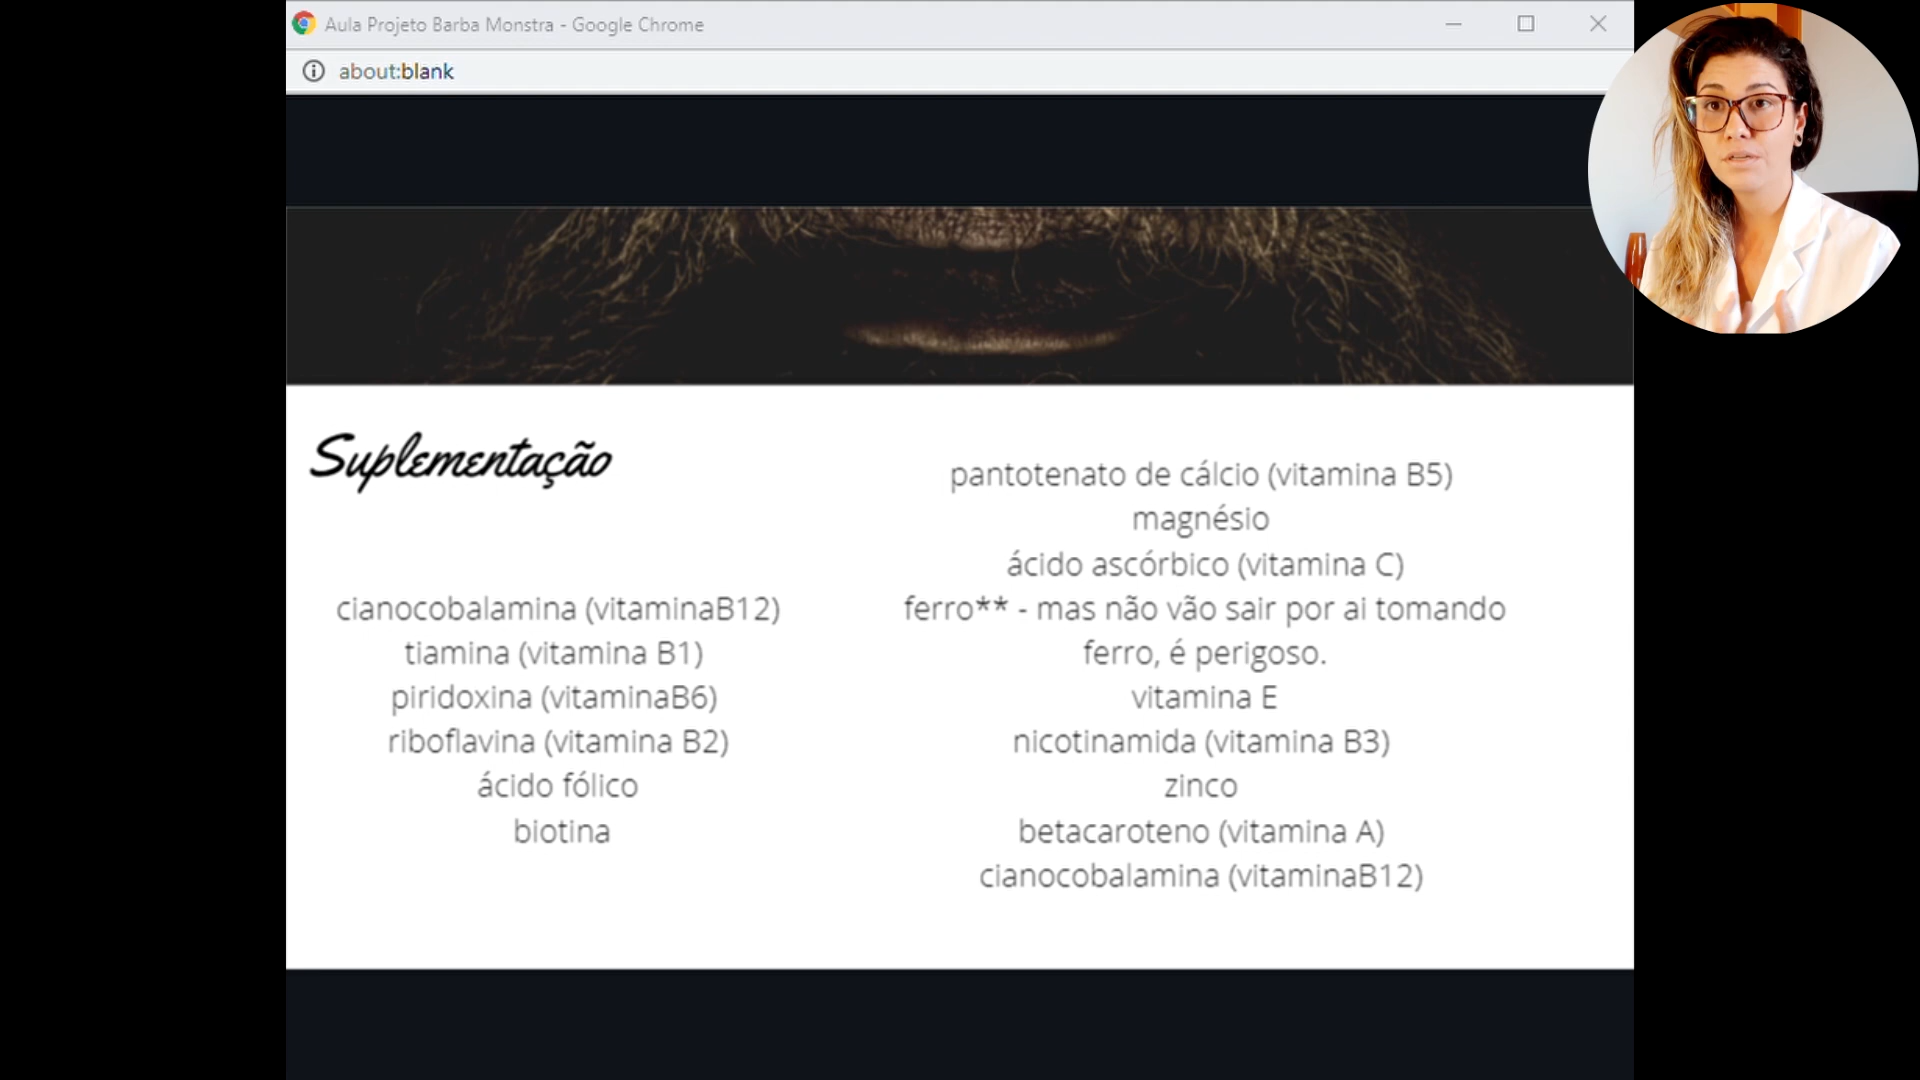 Aula Projeto Barba Monstra - Google Chrome
about:blank
Suplementação
cianocobalamina (vitaminaB12)
tiamina (vitamina B1)
piridoxina (vitaminaB6)
riboflavina (vitamina B2)
ácido fólico
biotina
pantotenato de cálcio (vitamina B5)
magnésio
ácido ascórbico (vitamina C)
ferro** - mas não vão sair por ai tomando
ferro, é perigoso.
vitamina E
nicotinamida (vitamina B3)
zinco
betacaroteno (vitamina A)
cianocobalamina (vitaminaB12)